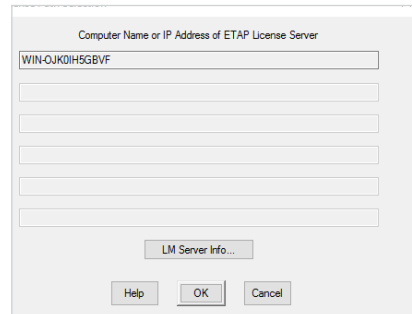 Computer Name or IP Address of ETAP License Server
WIN-OJK0IH5GBVF
LM Server Info...
Help
OK
Cancel